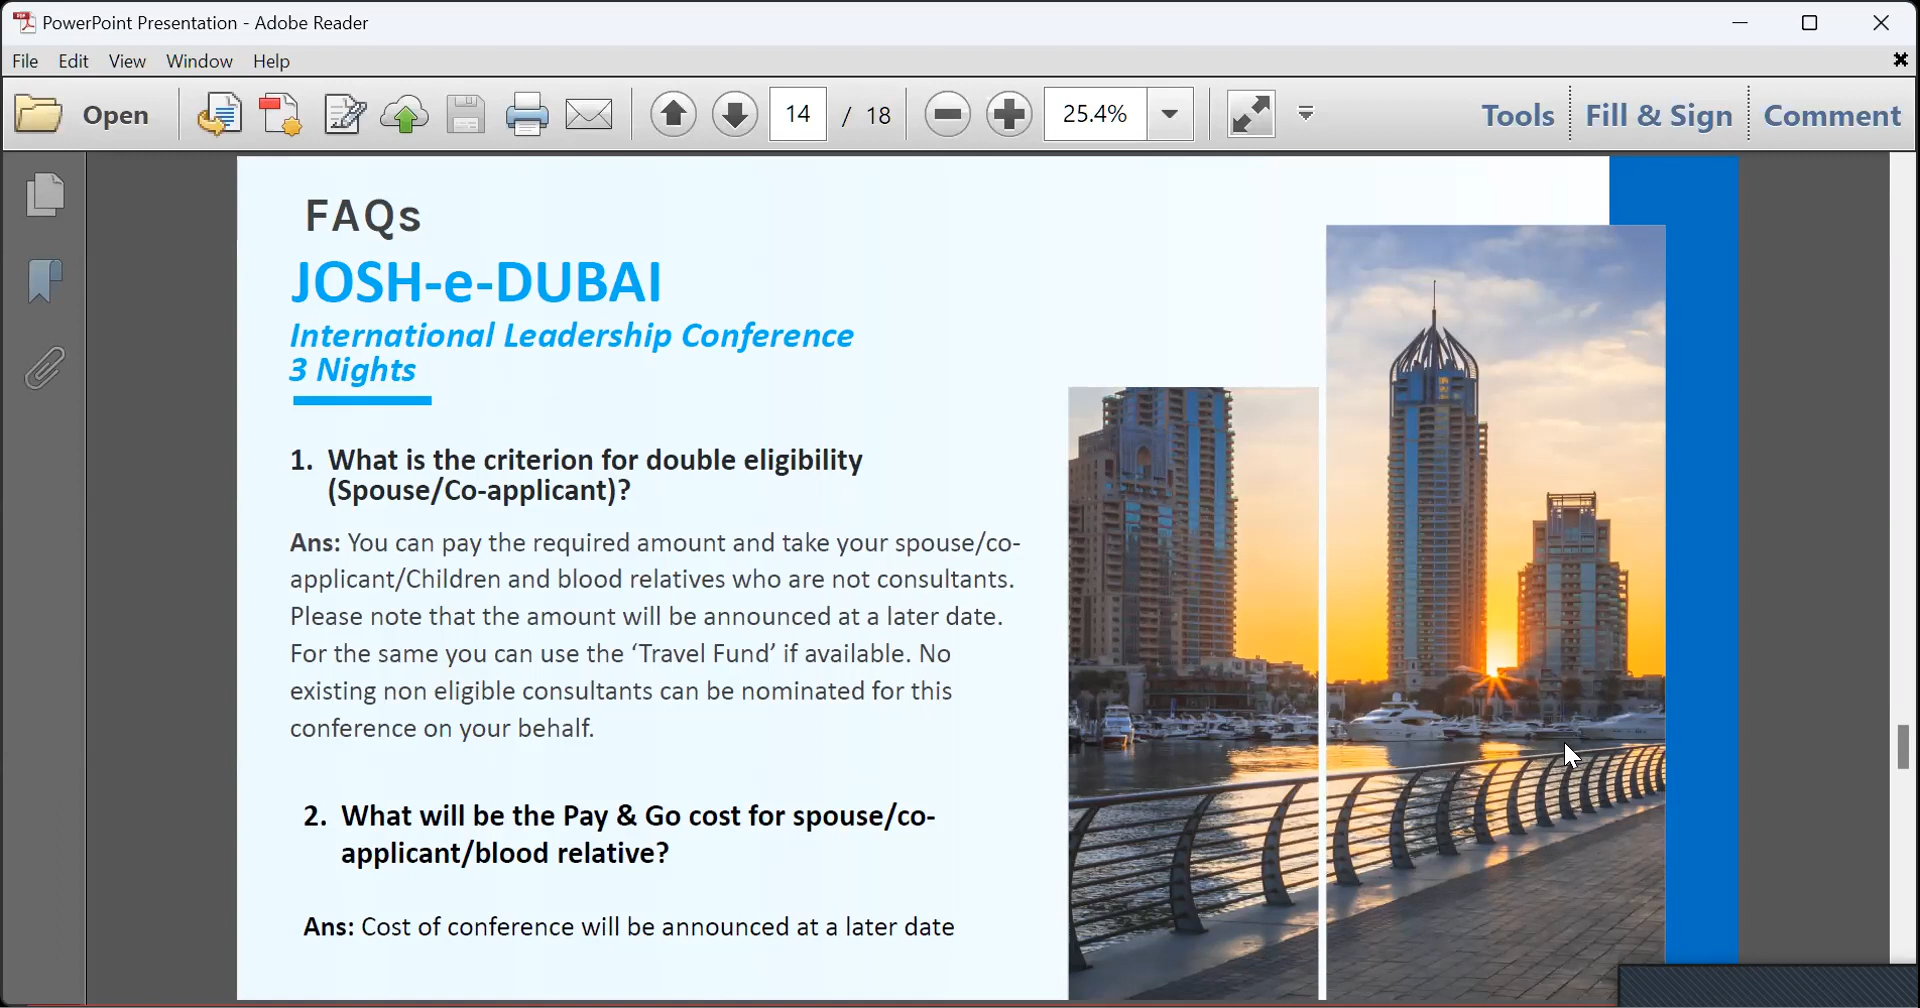 PowerPoint Presentation - Adobe Reader
File Edit View Window Help
Open 14 / 18 25.4% Tools Fill & Sign Comment
FAQs
JOSH-e-DUBAI
International Leadership Conference
3 Nights
1. What is the criterion for double eligibility
(Spouse/Co-applicant)?
Ans: You can pay the required amount and take your spouse/co-
applicant/Children and blood relatives who are not consultants.
Please note that the amount will be announced at a later date.
For the same you can use the ‘Travel Fund’ if available. No
existing non eligible consultants can be nominated for this
conference on your behalf.
2. What will be the Pay & Go cost for spouse/co-
applicant/blood relative?
Ans: Cost of conference will be announced at a later date